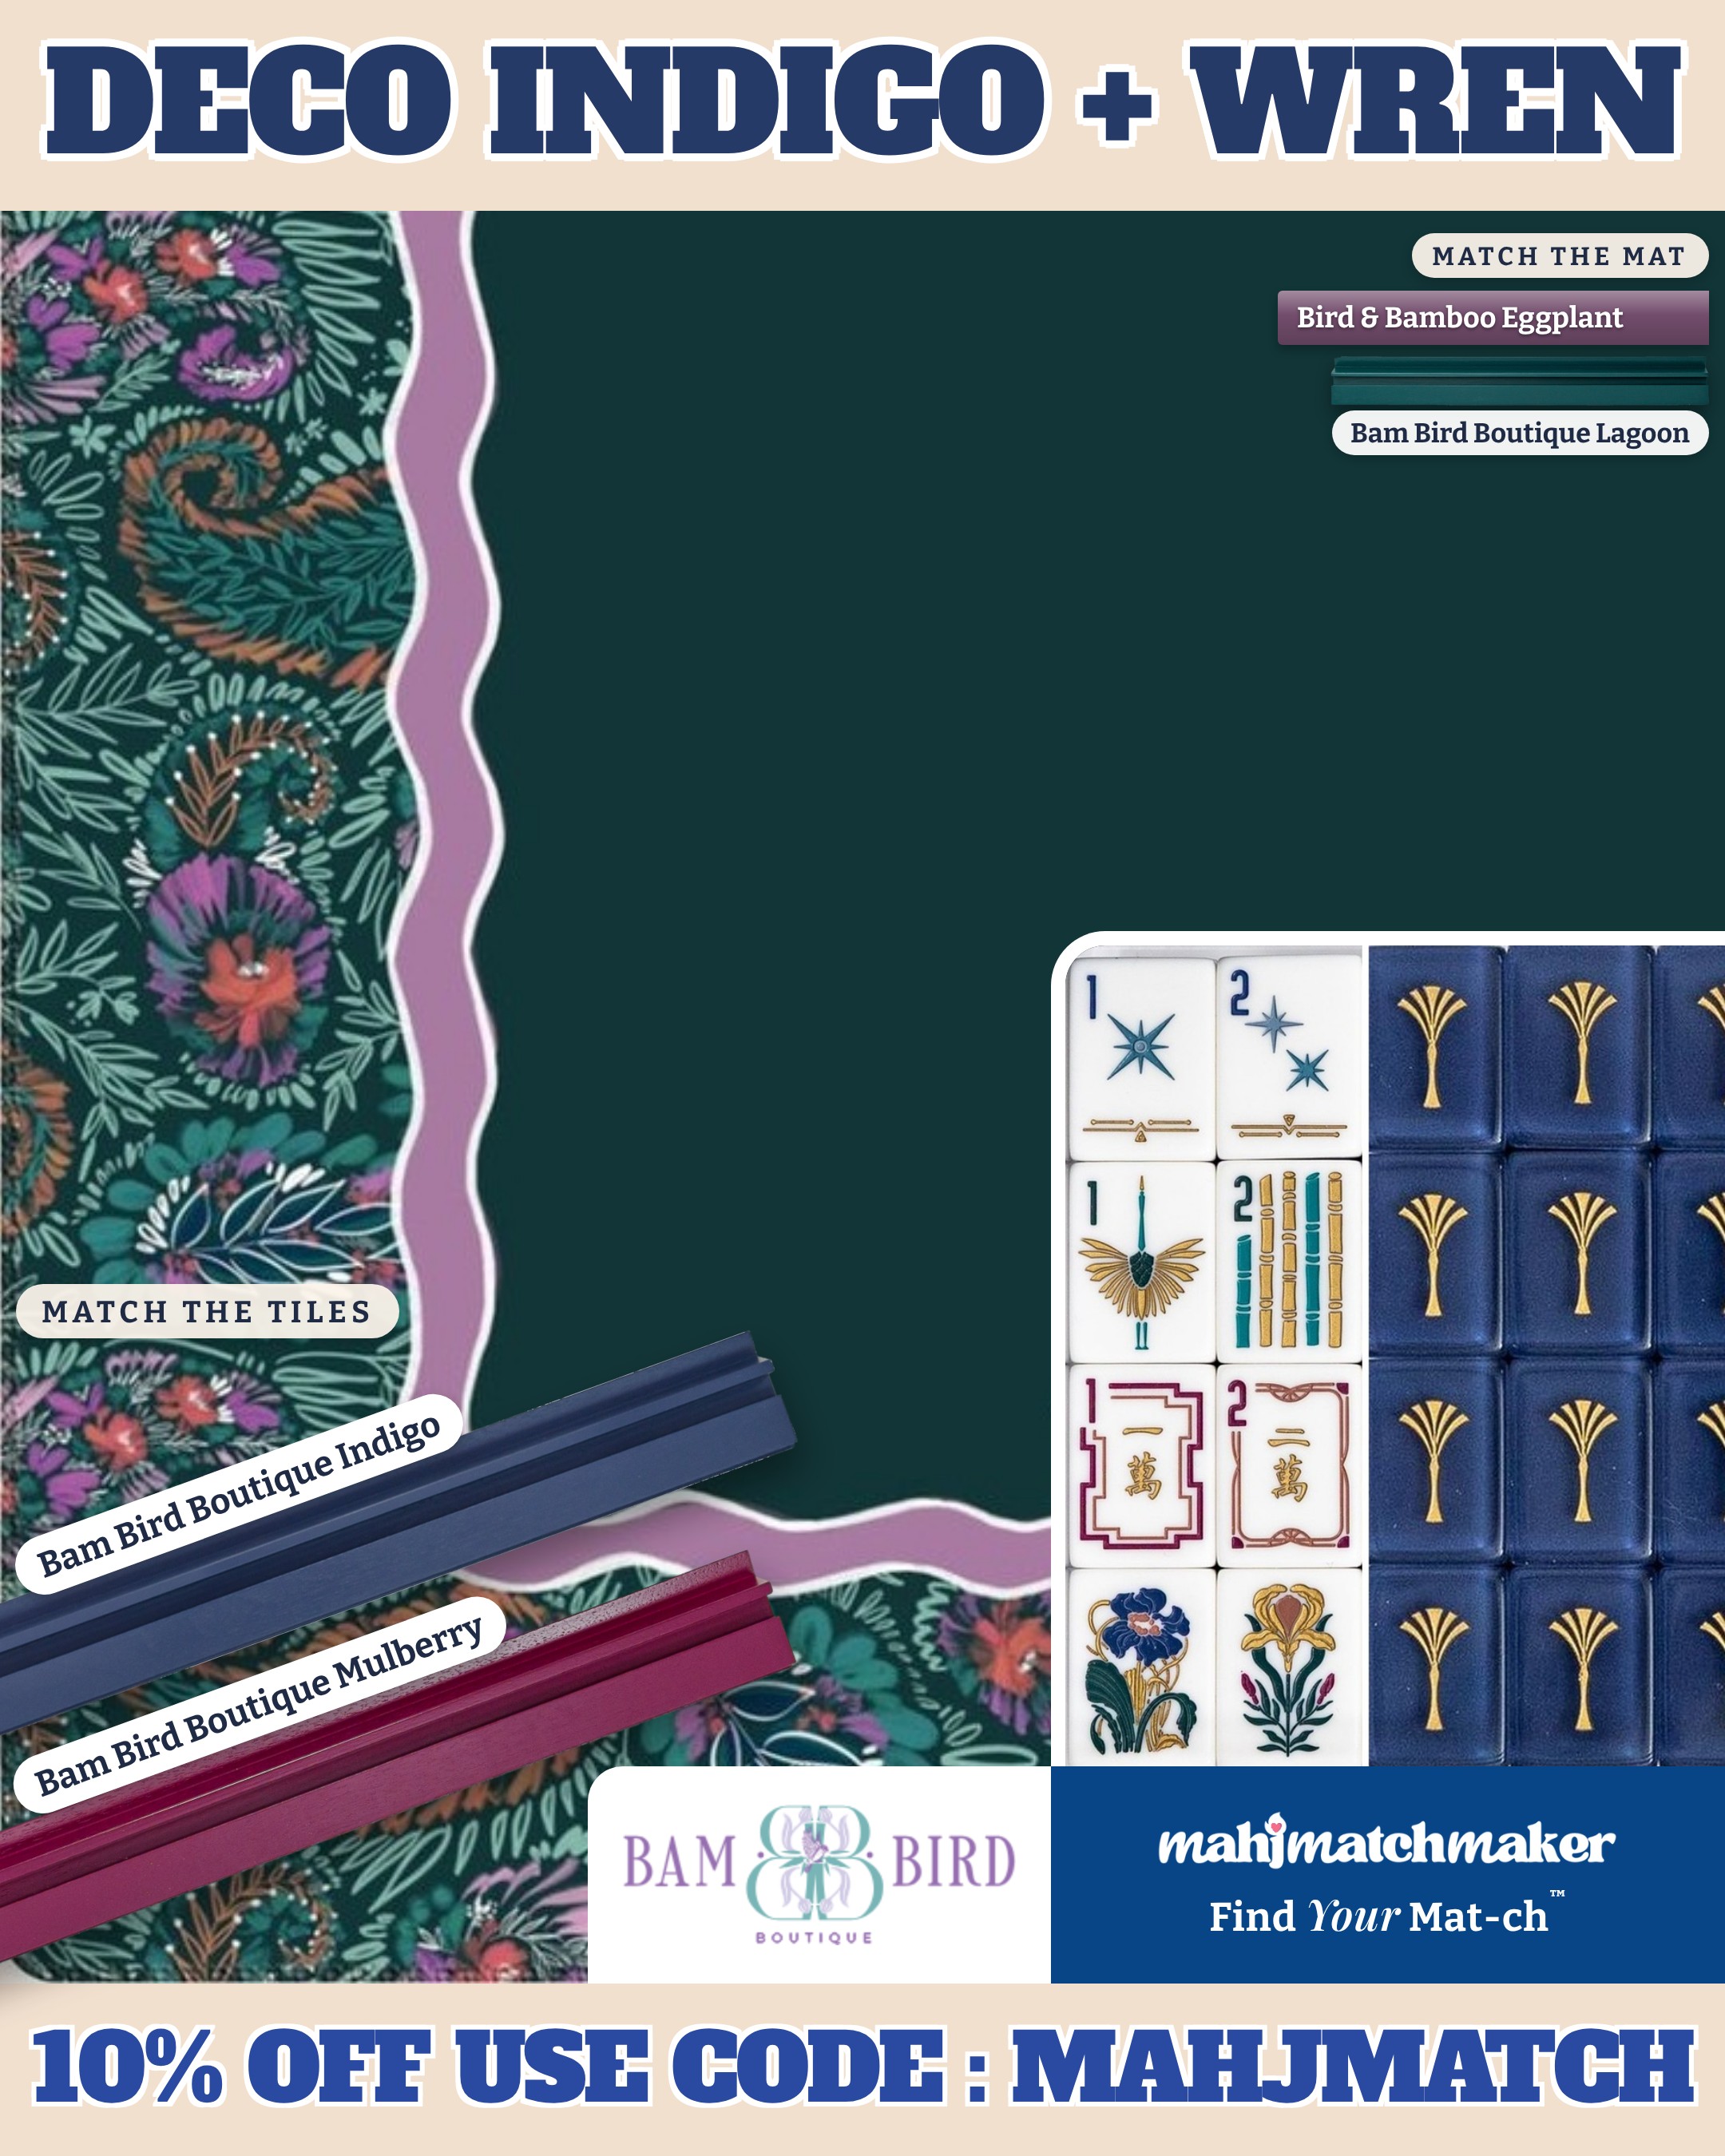 DECO INDIGO + WREN
MATCH THE MAT
Bird & Bamboo Eggplant
Bam Bird Boutique Lagoon
1
2
1
2
MATCH THE TILES
1
一
萬
2
二
萬
Bam Bird Boutique Indigo
Bam Bird Boutique Mulberry
BAM BB BIRD
BOUTIQUE
mahjmatchmaker
Find Your Mat-ch™
10% OFF USE CODE : MAHJMATCH